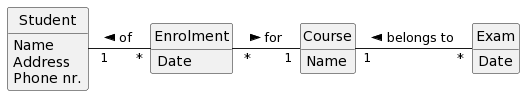 Student
Name
Address
Phone nr.
◄ of
1 *
Enrolment
Date
► for
* 1
Course
Name
◄ belongs to
1 *
Exam
Date